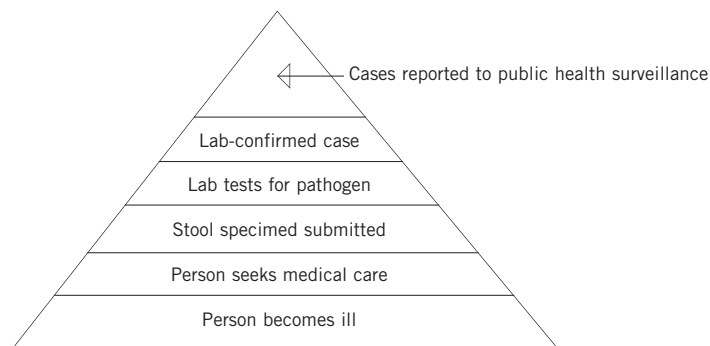 Cases reported to public health surveillance
Lab-confirmed case
Lab tests for pathogen
Stool specimed submitted
Person seeks medical care
Person becomes ill